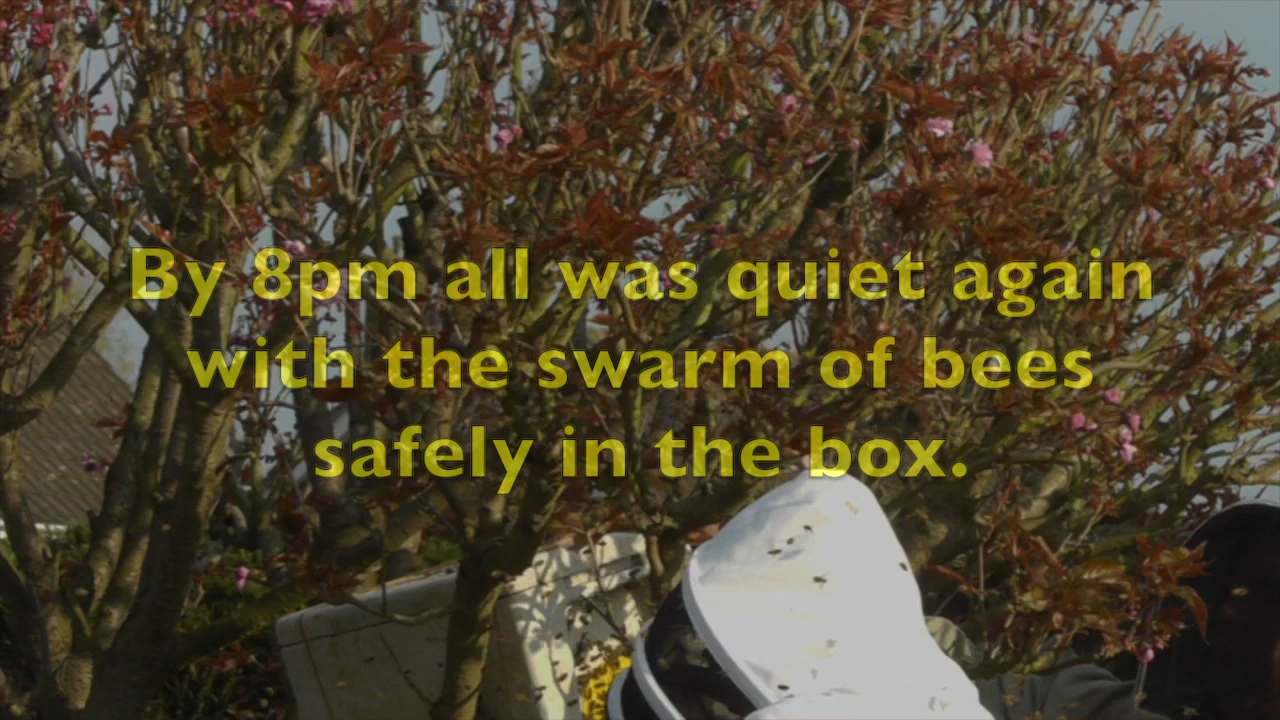 By 8pm all was quiet again
with the swarm of bees
safely in the box.